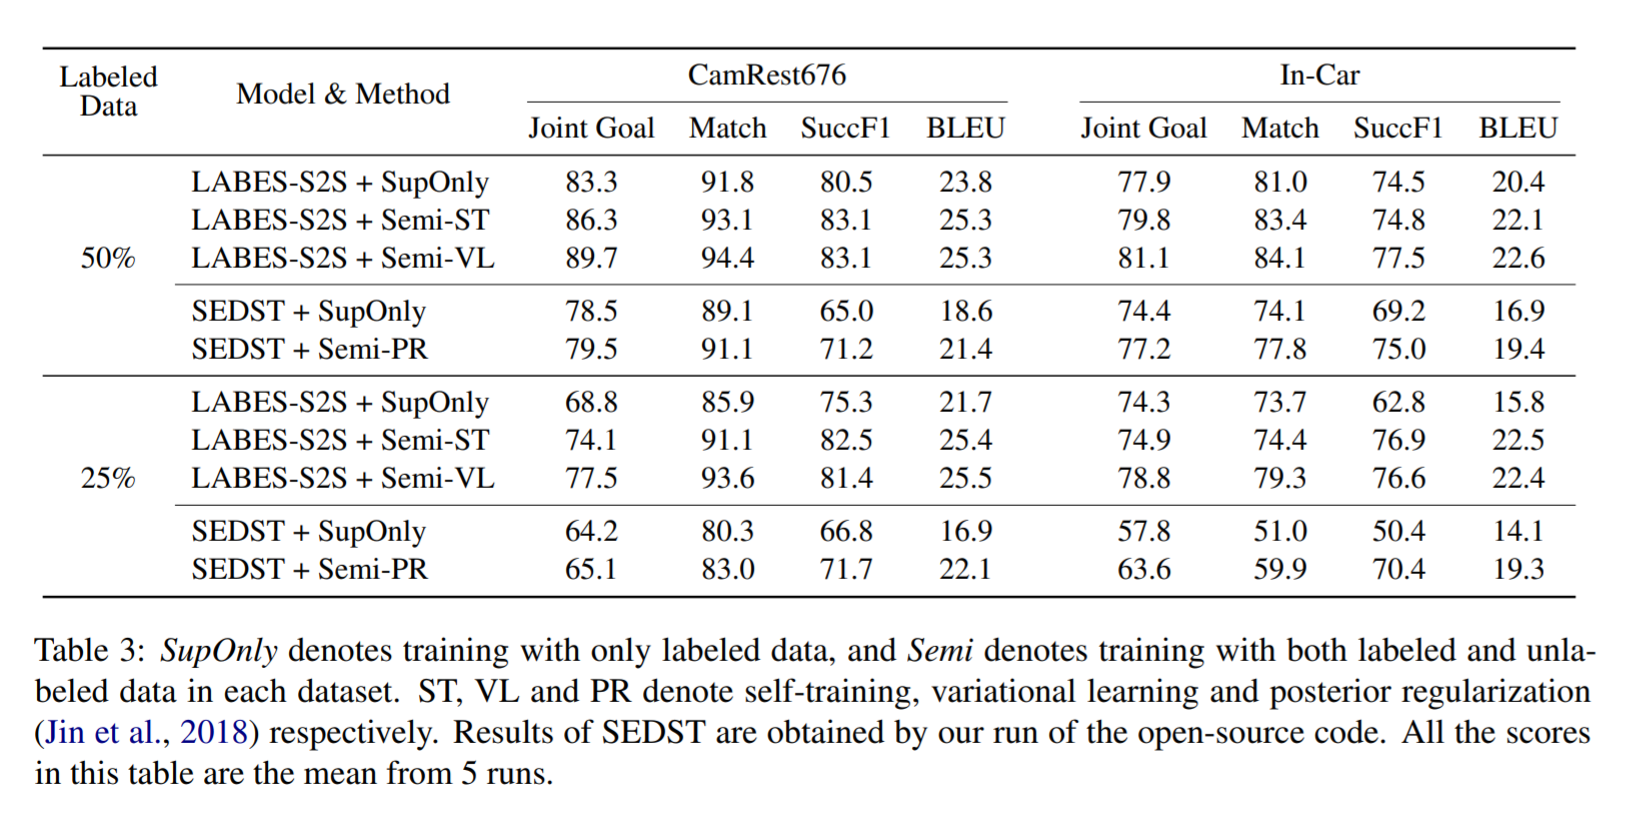 Labeled Data Model & Method CamRest676 In-Car
Joint Goal Match SuccF1 BLEU Joint Goal Match SuccF1 BLEU
LABES-S2S + SupOnly 83.3 91.8 80.5 23.8 77.9 81.0 74.5 20.4
LABES-S2S + Semi-ST 86.3 93.1 83.1 25.3 79.8 83.4 74.8 22.1
50% LABES-S2S + Semi-VL 89.7 94.4 83.1 25.3 81.1 84.1 77.5 22.6
SEDST + SupOnly 78.5 89.1 65.0 18.6 74.4 74.1 69.2 16.9
SEDST + Semi-PR 79.5 91.1 71.2 21.4 77.2 77.8 75.0 19.4
LABES-S2S + SupOnly 68.8 85.9 75.3 21.7 74.3 73.7 62.8 15.8
LABES-S2S + Semi-ST 74.1 91.1 82.5 25.4 74.9 74.4 76.9 22.5
25% LABES-S2S + Semi-VL 77.5 93.6 81.4 25.5 78.8 79.3 76.6 22.4
SEDST + SupOnly 64.2 80.3 66.8 16.9 57.8 51.0 50.4 14.1
SEDST + Semi-PR 65.1 83.0 71.7 22.1 63.6 59.9 70.4 19.3
Table 3: SupOnly denotes training with only labeled data, and Semi denotes training with both labeled and unla-
beled data in each dataset. ST, VL and PR denote self-training, variational learning and posterior regularization
(Jin et al., 2018) respectively. Results of SEDST are obtained by our run of the open-source code. All the scores
in this table are the mean from 5 runs.